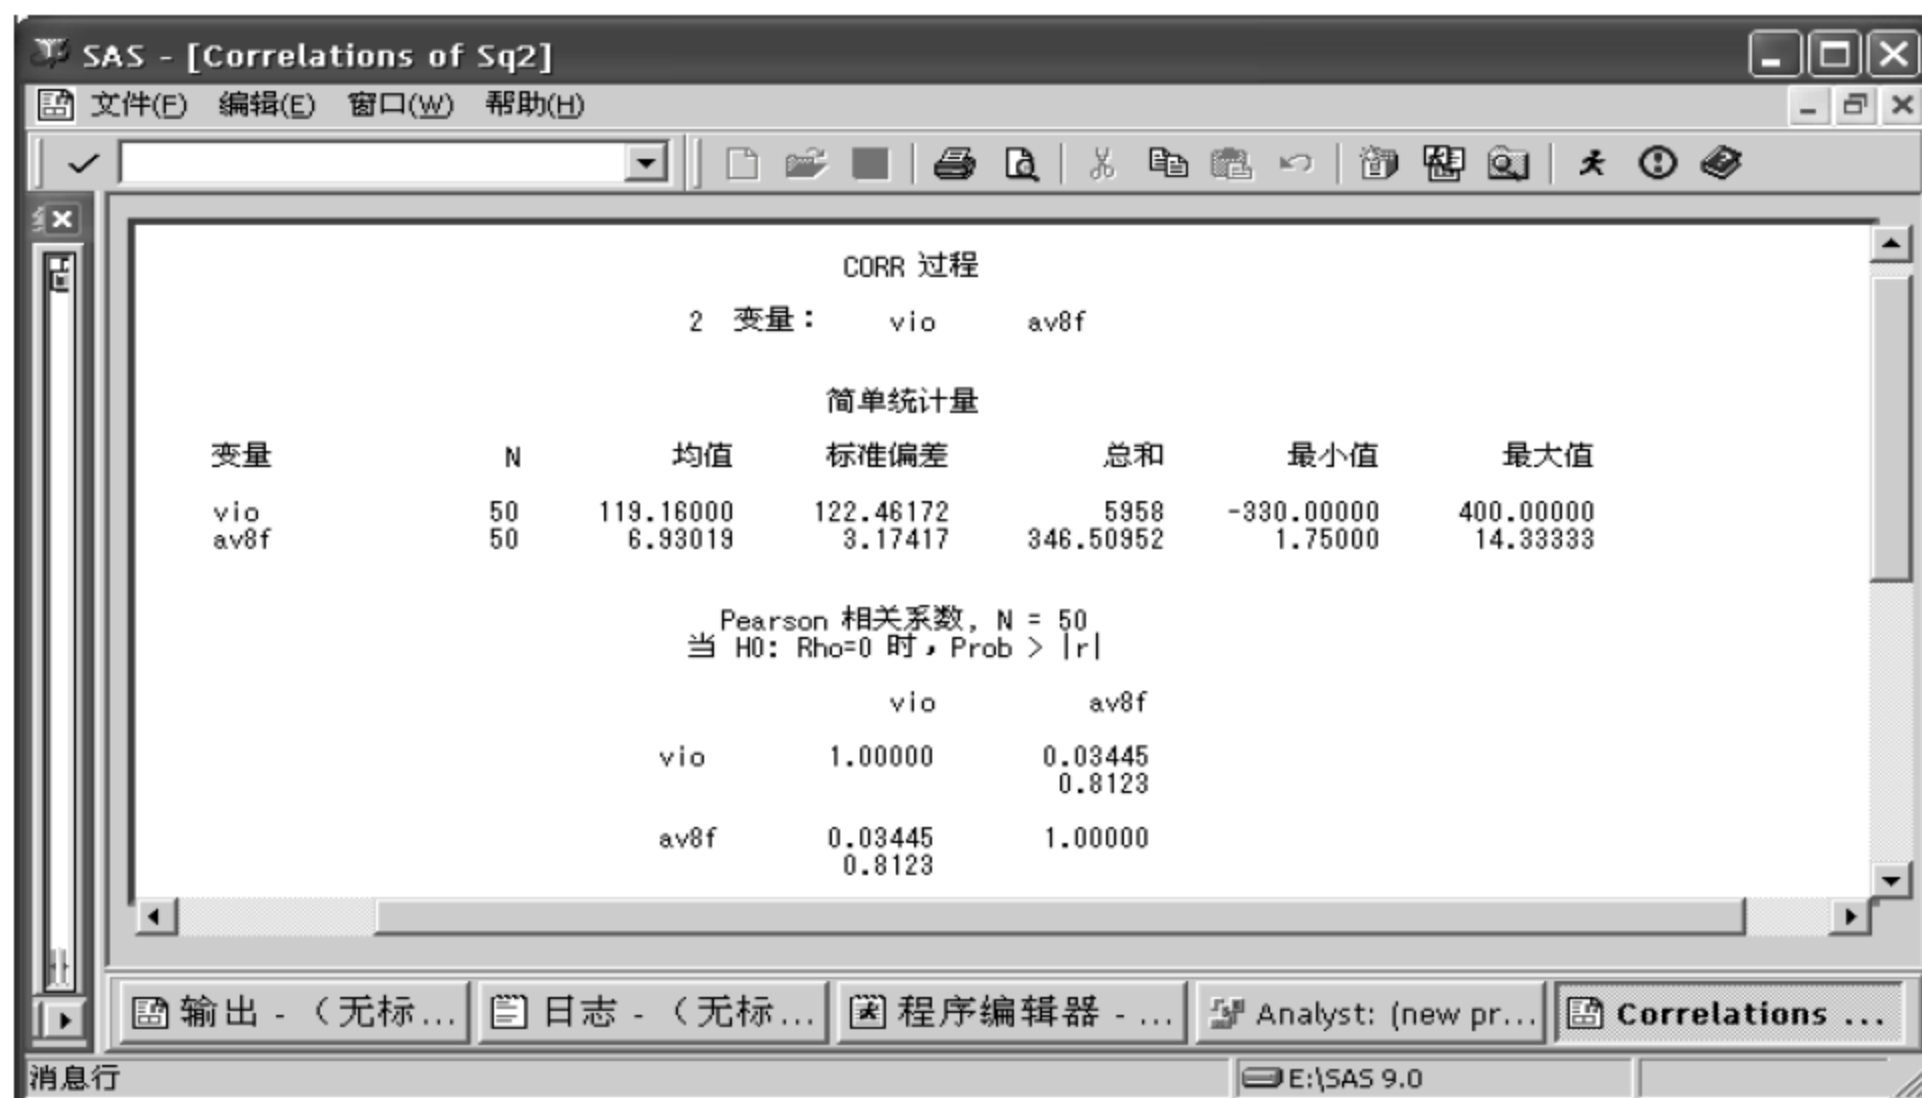 SAS - [Correlations of Sq2]
文件(F) 编辑(E) 窗口(W) 帮助(H)
CORR 过程
2 变量： vio av8f
简单统计量
变量 N 均值 标准偏差 总和 最小值 最大值
vio 50 119.16000 122.46172 5958 -330.00000 400.00000
av8f 50 6.93019 3.17417 346.50952 1.75000 14.33333
Pearson 相关系数, N = 50
当 H0: Rho=0 时，Prob > |r|
vio av8f
vio 1.00000 0.03445
0.8123
av8f 0.03445 1.00000
0.8123
输出 - （无标... 日志 - （无标... 程序编辑器 - ... Analyst: (new pr... Correlations ...
消息行 E:\SAS 9.0